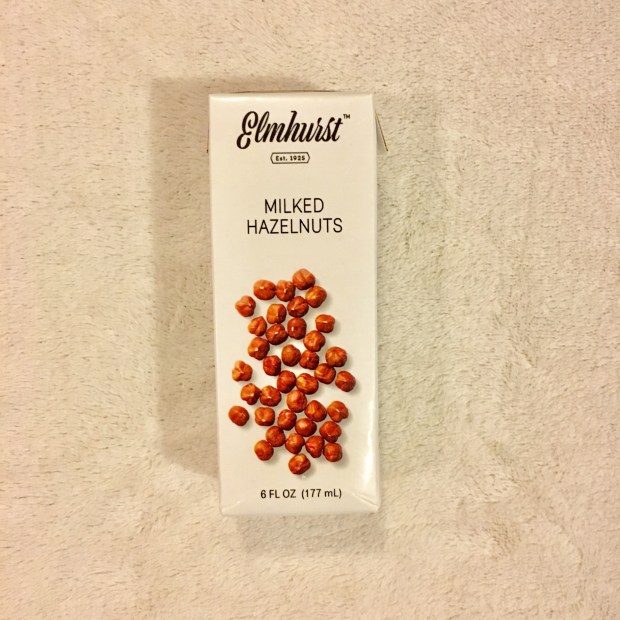 Elmhurst™
Est. 1925
MILKED
HAZELNUTS
6 FL OZ (177 mL)